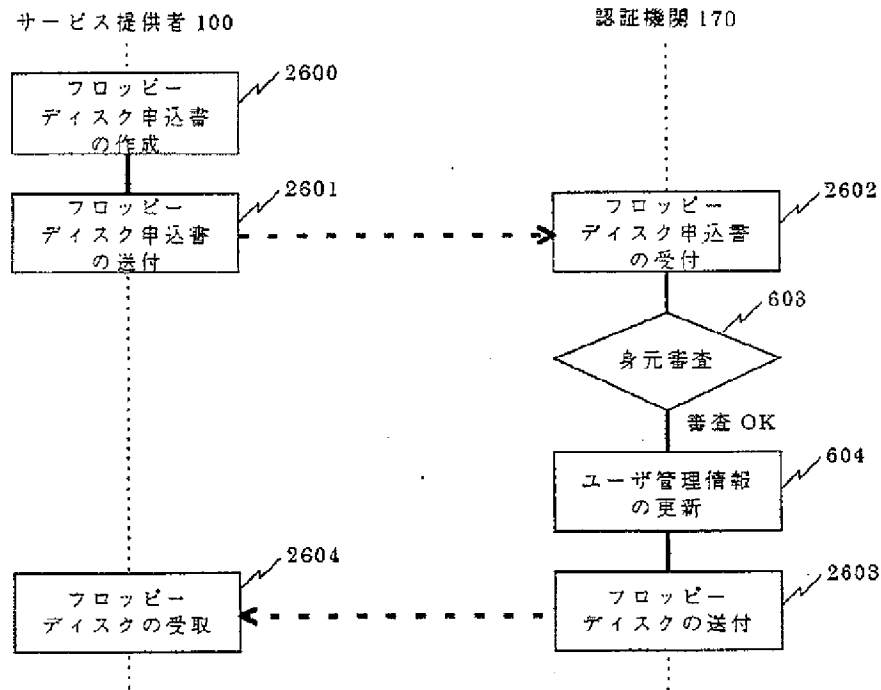 サービス提供者 100
認証機関 170
2600
フロッピー
ディスク申込書
の作成
2601
フロッピー
ディスク申込書
の送付
2602
フロッピー
ディスク申込書
の受付
603
身元審査
審査 OK
604
ユーザ管理情報
の更新
2603
フロッピー
ディスクの送付
2604
フロッピー
ディスクの受取